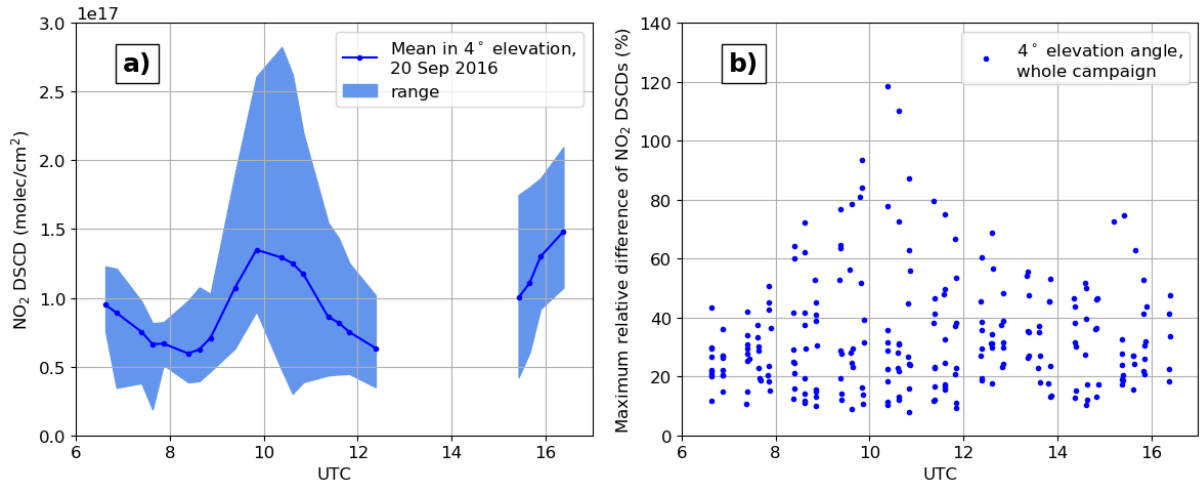 1e17
a)
Mean in 4° elevation,
20 Sep 2016
range
NO₂ DSCD (molec/cm²)
3.0
2.5
2.0
1.5
1.0
0.5
0.0
6
8
10
12
14
16
UTC
b)
4° elevation angle,
whole campaign
Maximum relative difference of NO₂ DSCDs (%)
140
120
100
80
60
40
20
0
6
8
10
12
14
16
UTC